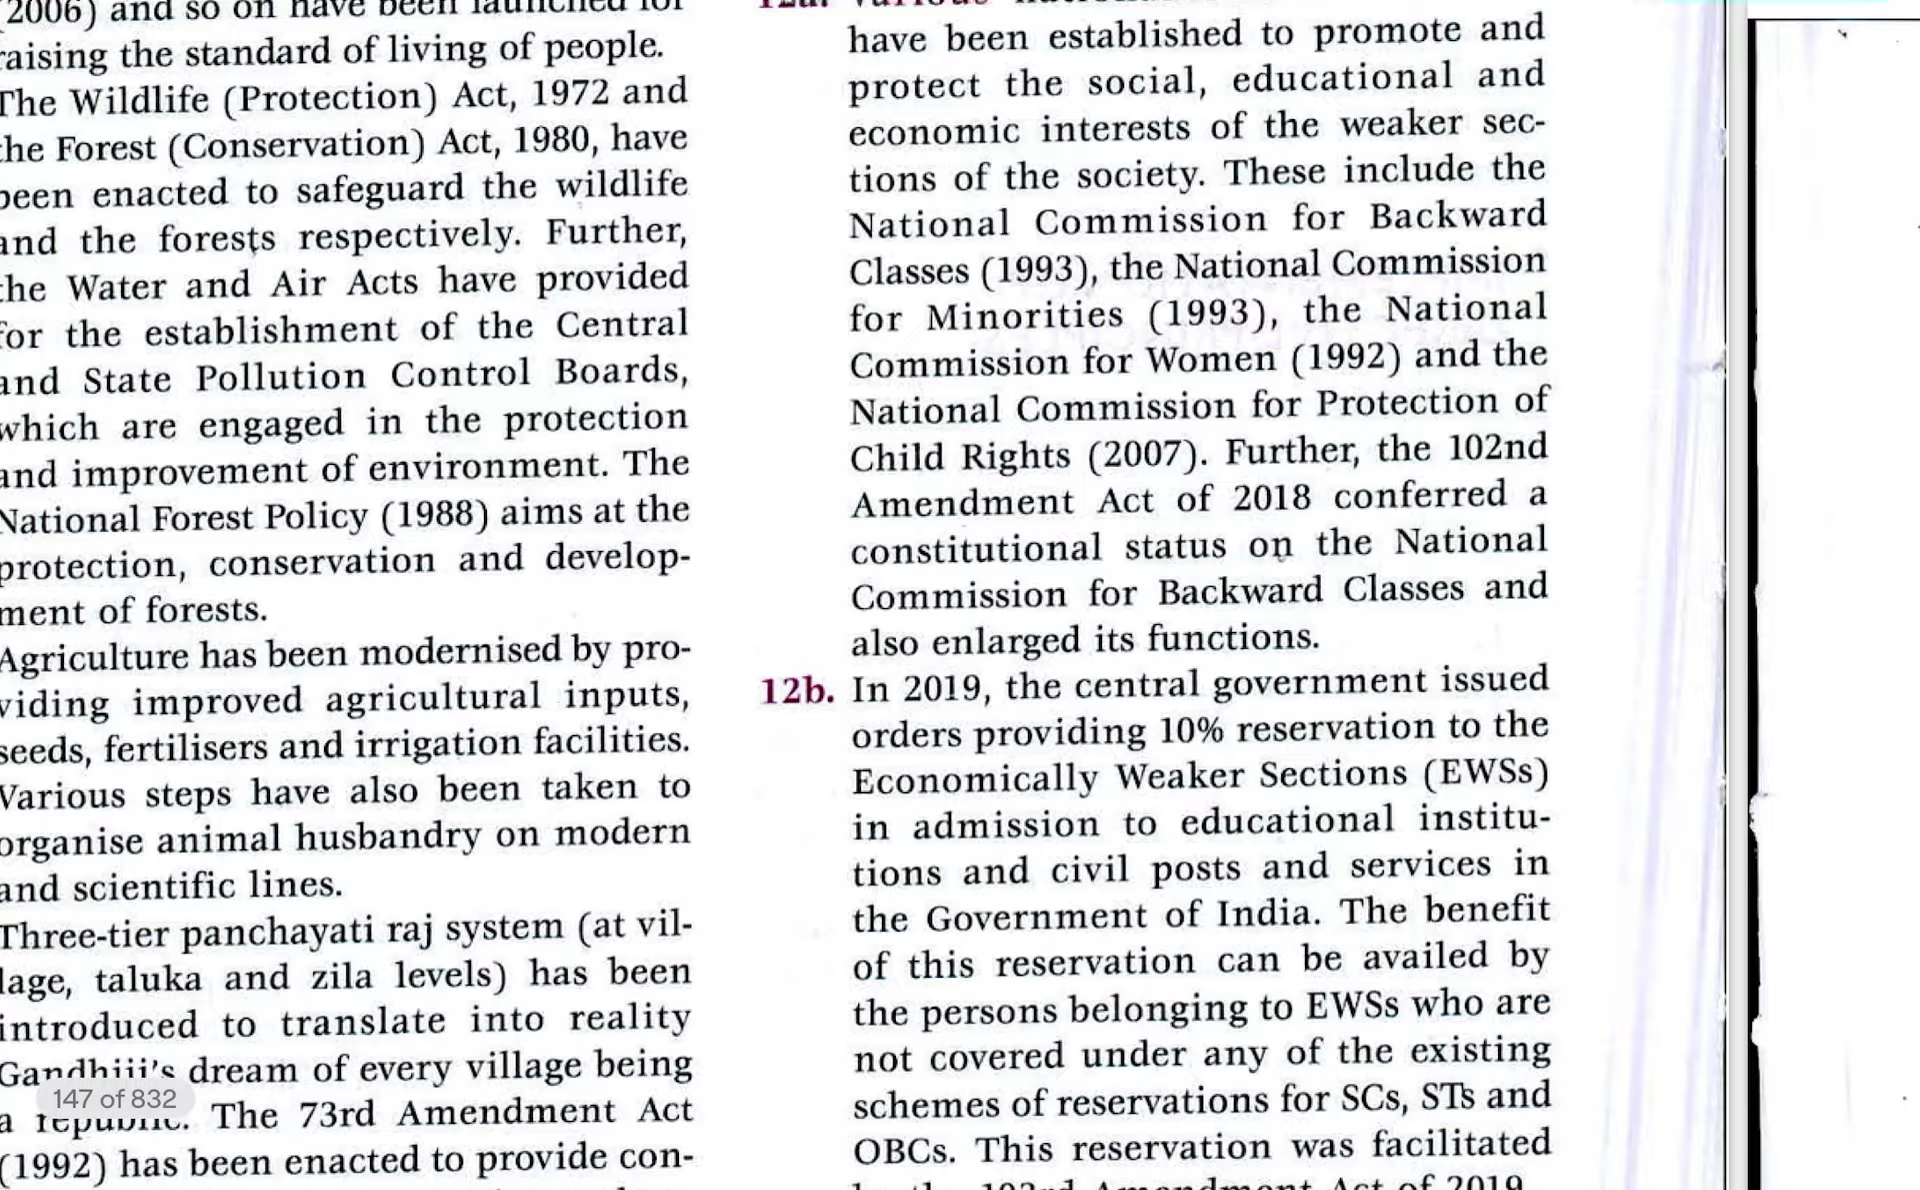 2006) and so on have been launched for
raising the standard of living of people.
The Wildlife (Protection) Act, 1972 and
the Forest (Conservation) Act, 1980, have
been enacted to safeguard the wildlife
and the forests respectively. Further,
the Water and Air Acts have provided
for the establishment of the Central
and State Pollution Control Boards,
which are engaged in the protection
and improvement of environment. The
National Forest Policy (1988) aims at the
protection, conservation and develop-
ment of forests.
Agriculture has been modernised by pro-
viding improved agricultural inputs,
seeds, fertilisers and irrigation facilities.
Various steps have also been taken to
organise animal husbandry on modern
and scientific lines.
Three-tier panchayati raj system (at vil-
lage, taluka and zila levels) has been
introduced to translate into reality
Gandhiji's dream of every village being
a republic. The 73rd Amendment Act
(1992) has been enacted to provide con-
147 of 832
12a. Various
have been established to promote and
protect the social, educational and
economic interests of the weaker sec-
tions of the society. These include the
National Commission for Backward
Classes (1993), the National Commission
for Minorities (1993), the National
Commission for Women (1992) and the
National Commission for Protection of
Child Rights (2007). Further, the 102nd
Amendment Act of 2018 conferred a
constitutional status on the National
Commission for Backward Classes and
also enlarged its functions.
12b. In 2019, the central government issued
orders providing 10% reservation to the
Economically Weaker Sections (EWSs)
in admission to educational institu-
tions and civil posts and services in
the Government of India. The benefit
of this reservation can be availed by
the persons belonging to EWSs who are
not covered under any of the existing
schemes of reservations for SCs, STs and
OBCs. This reservation was facilitated
by the 103rd Amendment Act of 2019.